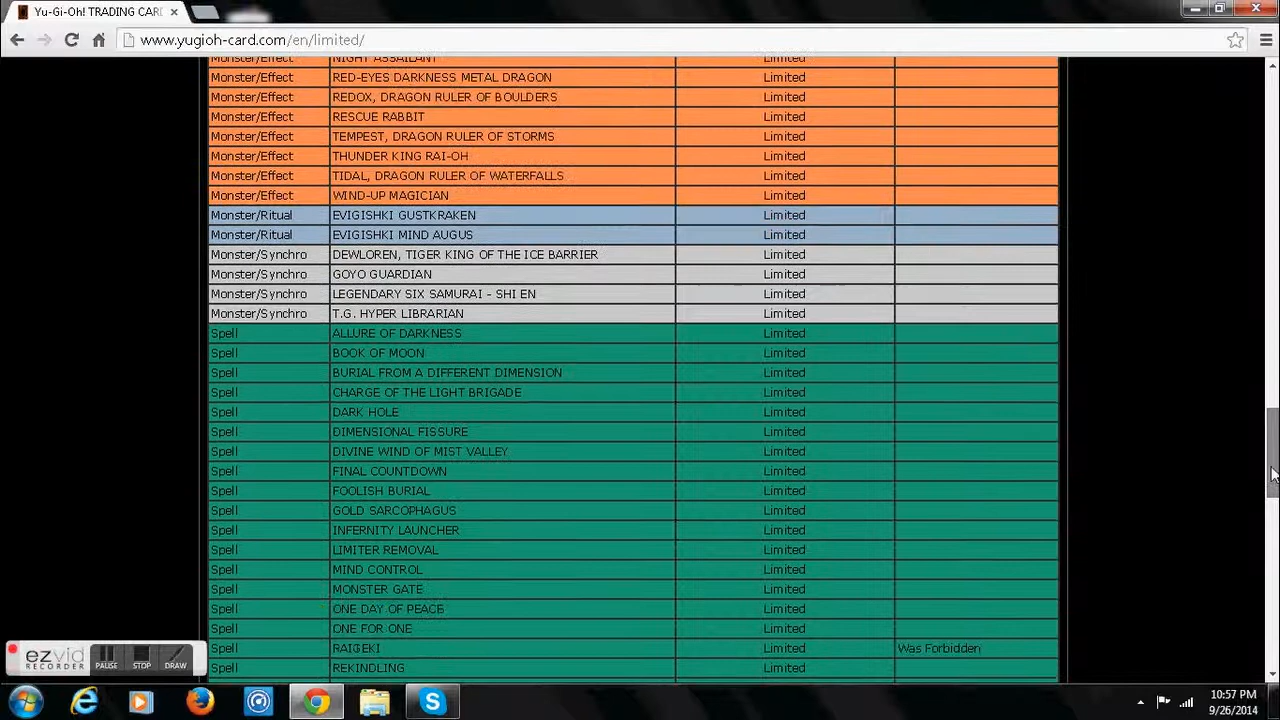 Yu-Gi-Oh! TRADING CARD
www.yugioh-card.com/en/limited/
Monster/Effect NIGHT ASSAILANT Limited
Monster/Effect RED-EYES DARKNESS METAL DRAGON Limited
Monster/Effect REDOX, DRAGON RULER OF BOULDERS Limited
Monster/Effect RESCUE RABBIT Limited
Monster/Effect TEMPEST, DRAGON RULER OF STORMS Limited
Monster/Effect THUNDER KING RAI-OH Limited
Monster/Effect TIDAL, DRAGON RULER OF WATERFALLS Limited
Monster/Effect WIND-UP MAGICIAN Limited
Monster/Ritual EVIGISHKI GUSTKRAKEN Limited
Monster/Ritual EVIGISHKI MIND AUGUS Limited
Monster/Synchro DEWLOREN, TIGER KING OF THE ICE BARRIER Limited
Monster/Synchro GOYO GUARDIAN Limited
Monster/Synchro LEGENDARY SIX SAMURAI - SHI EN Limited
Monster/Synchro T.G. HYPER LIBRARIAN Limited
Spell ALLURE OF DARKNESS Limited
Spell BOOK OF MOON Limited
Spell BURIAL FROM A DIFFERENT DIMENSION Limited
Spell CHARGE OF THE LIGHT BRIGADE Limited
Spell DARK HOLE Limited
Spell DIMENSIONAL FISSURE Limited
Spell DIVINE WIND OF MIST VALLEY Limited
Spell FINAL COUNTDOWN Limited
Spell FOOLISH BURIAL Limited
Spell GOLD SARCOPHAGUS Limited
Spell INFERNITY LAUNCHER Limited
Spell LIMITER REMOVAL Limited
Spell MIND CONTROL Limited
Spell MONSTER GATE Limited
Spell ONE DAY OF PEACE Limited
Spell ONE FOR ONE Limited
Spell RAIGEKI Limited Was Forbidden
Spell REKINDLING Limited
ezvid
RECORDER
PAUSE STOP DRAW
10:57 PM
9/26/2014